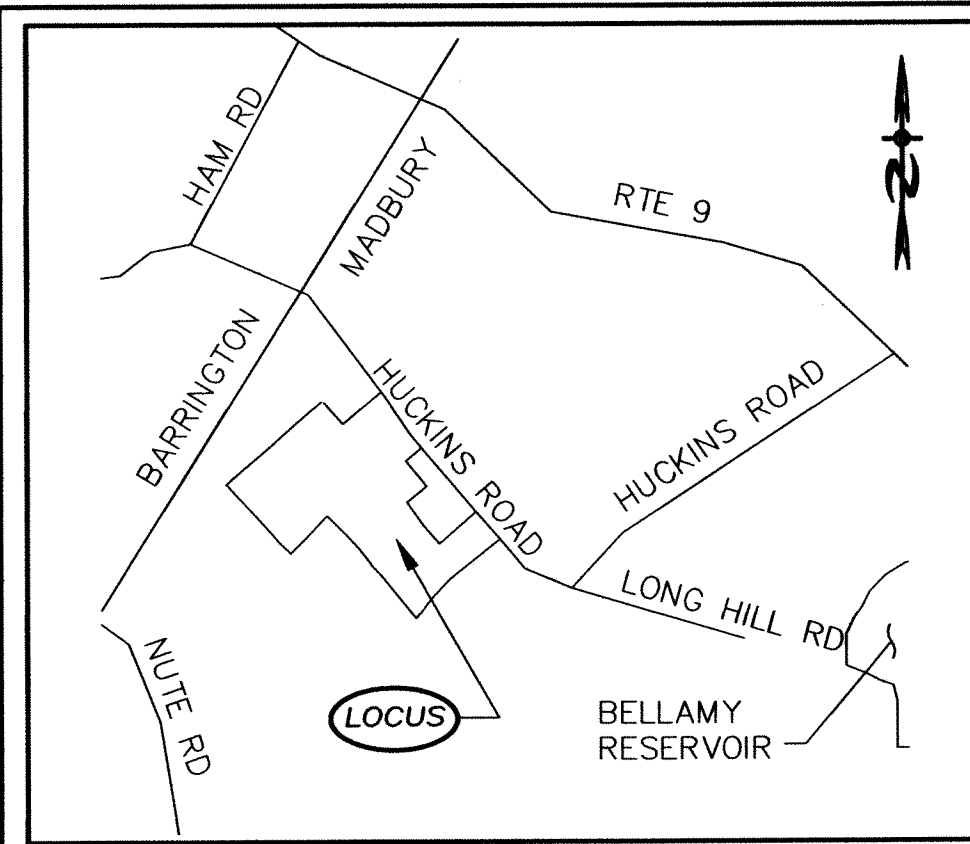 HAM RD
MADBURY
RTE 9
N
BARRINGTON
HUCKINS ROAD
HUCKINS ROAD
LONG HILL RD
NUTE RD
LOCUS
BELLAMY
RESERVOIR